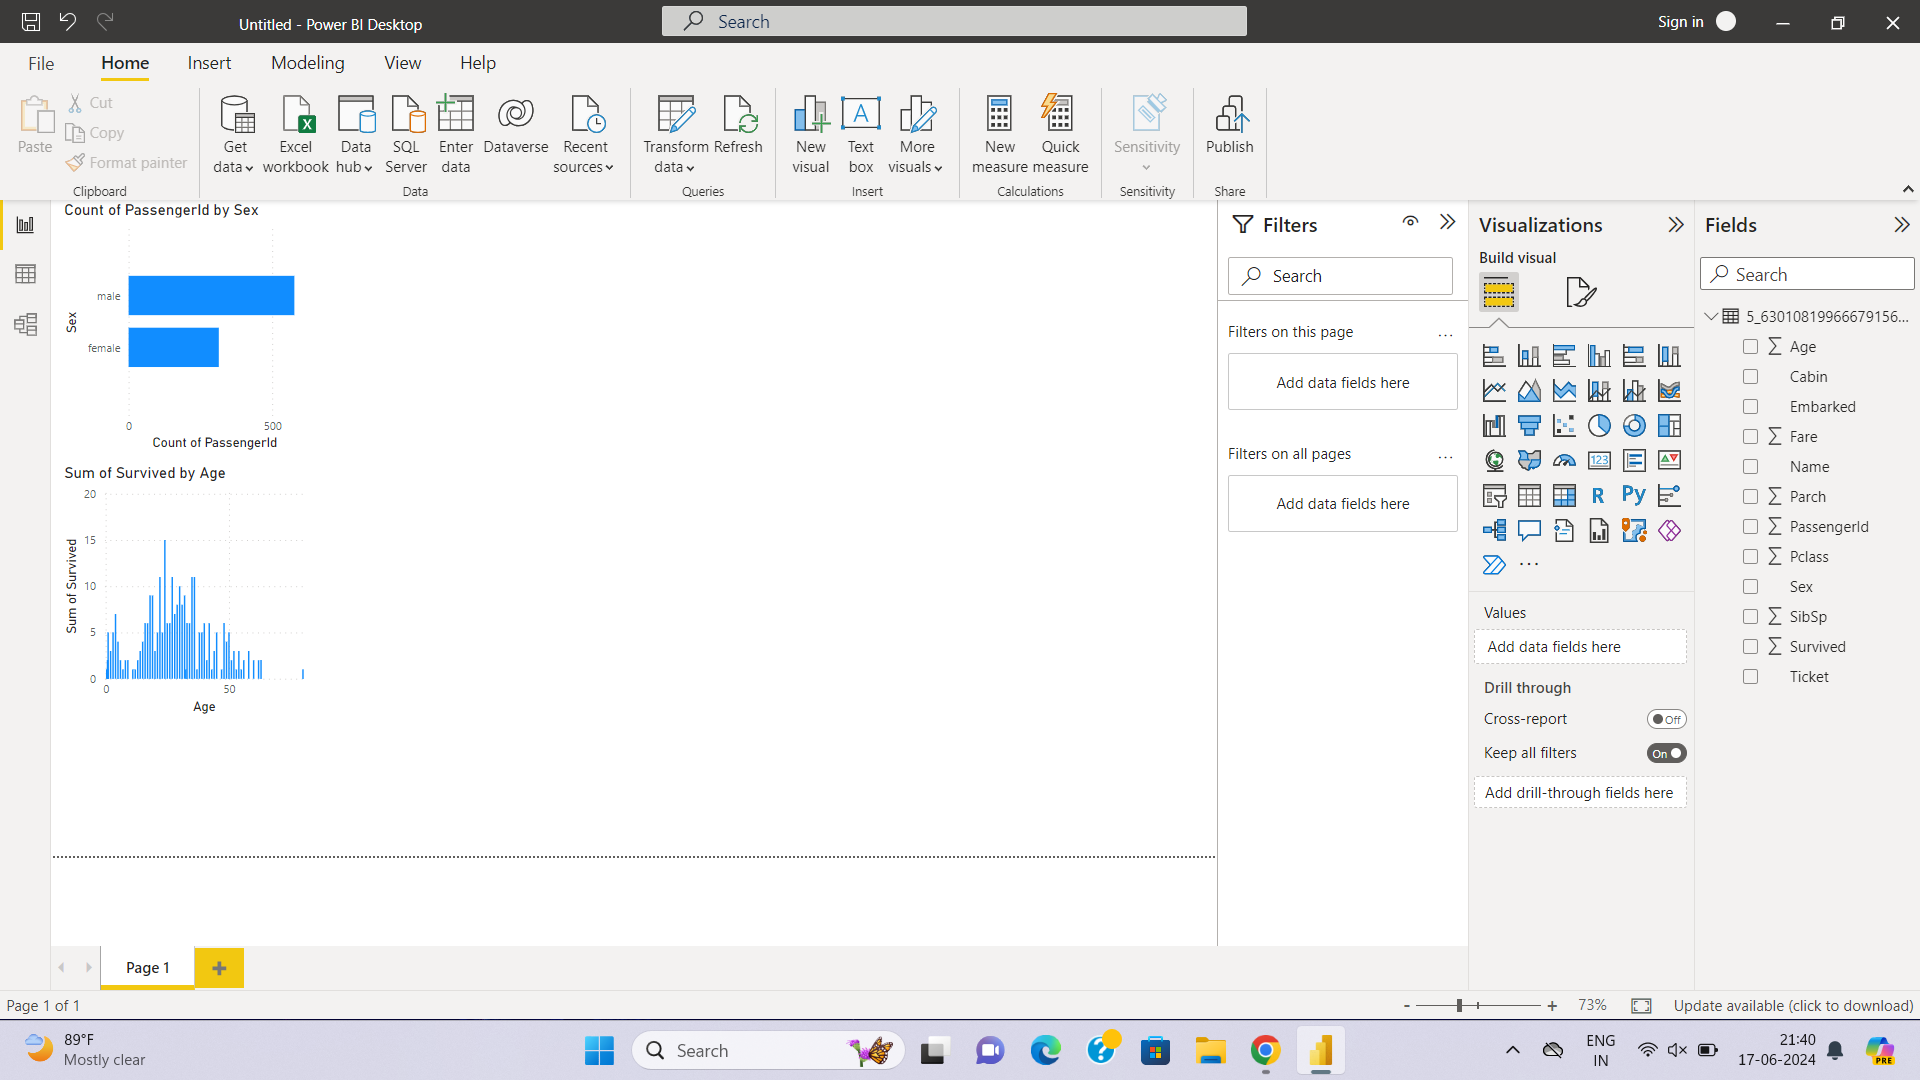 Untitled - Power BI Desktop
Search
Sign in
File
Home
Insert
Modeling
View
Help
Paste
Cut
Copy
Format painter
Clipboard
Get data
Excel workbook
Data hub
SQL Server
Enter data
Dataverse
Recent sources
Data
Transform data
Refresh
Queries
New visual
Text box
A
More visuals
Insert
New measure
Quick measure
Calculations
Sensitivity
Sensitivity
Publish
Share
Count of PassengerId by Sex
Sex
male
female
0
500
Count of PassengerId
Sum of Survived by Age
Sum of Survived
20
15
10
5
0
0
50
Age
Filters
Search
Filters on this page
...
Add data fields here
Filters on all pages
...
Add data fields here
Visualizations
Build visual
123
R
Py
...
Values
Add data fields here
Drill through
Cross-report
Off
Keep all filters
On
Add drill-through fields here
Fields
Search
5_63010819966679156...
Age
Cabin
Embarked
Fare
Name
Parch
PassengerId
Pclass
Sex
SibSp
Survived
Ticket
Page 1
+
Page 1 of 1
- + 73%
Update available (click to download)
89°F
Mostly clear
Search
ENG
IN
21:40
17-06-2024
PRE